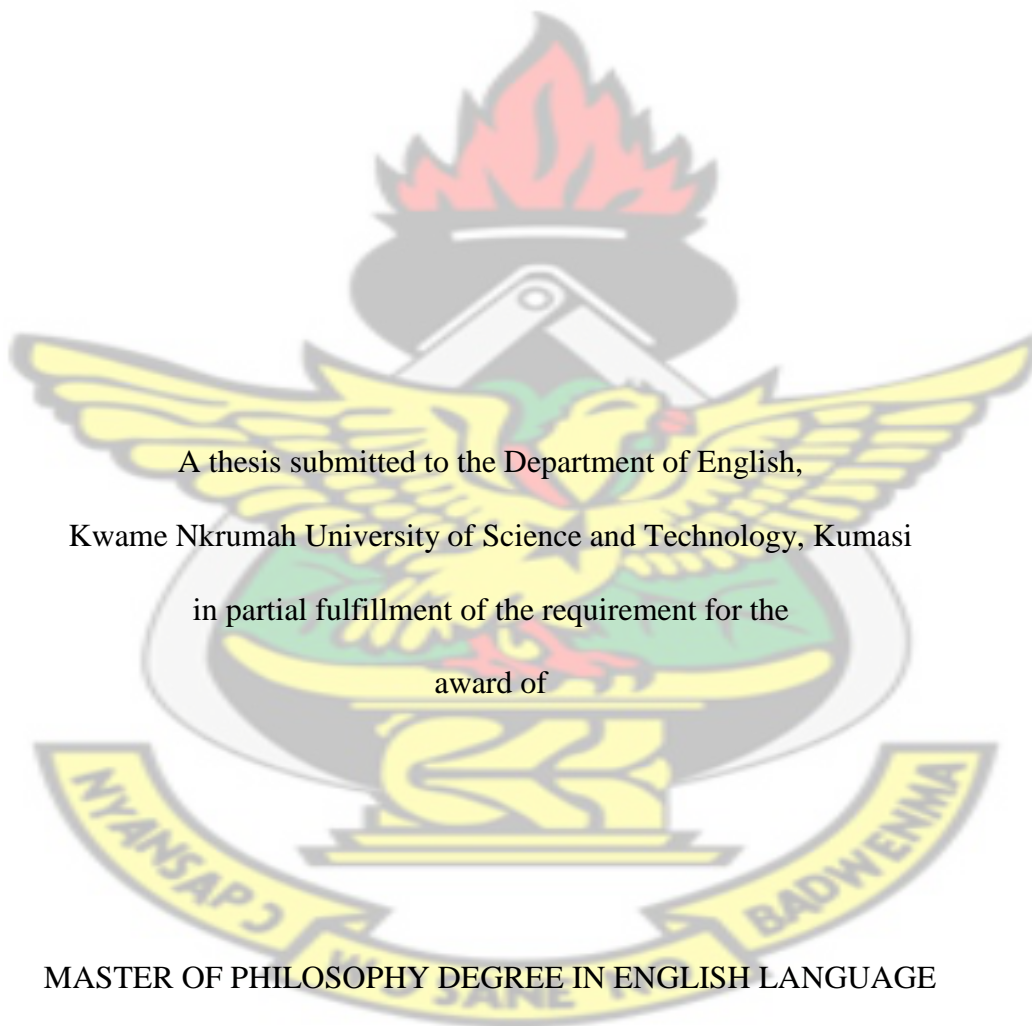 A thesis submitted to the Department of English,
Kwame Nkrumah University of Science and Technology, Kumasi
in partial fulfillment of the requirement for the
award of
NYANSAPƆ
BADWENMA
MASTER OF PHILOSOPHY DEGREE IN ENGLISH LANGUAGE
SANE